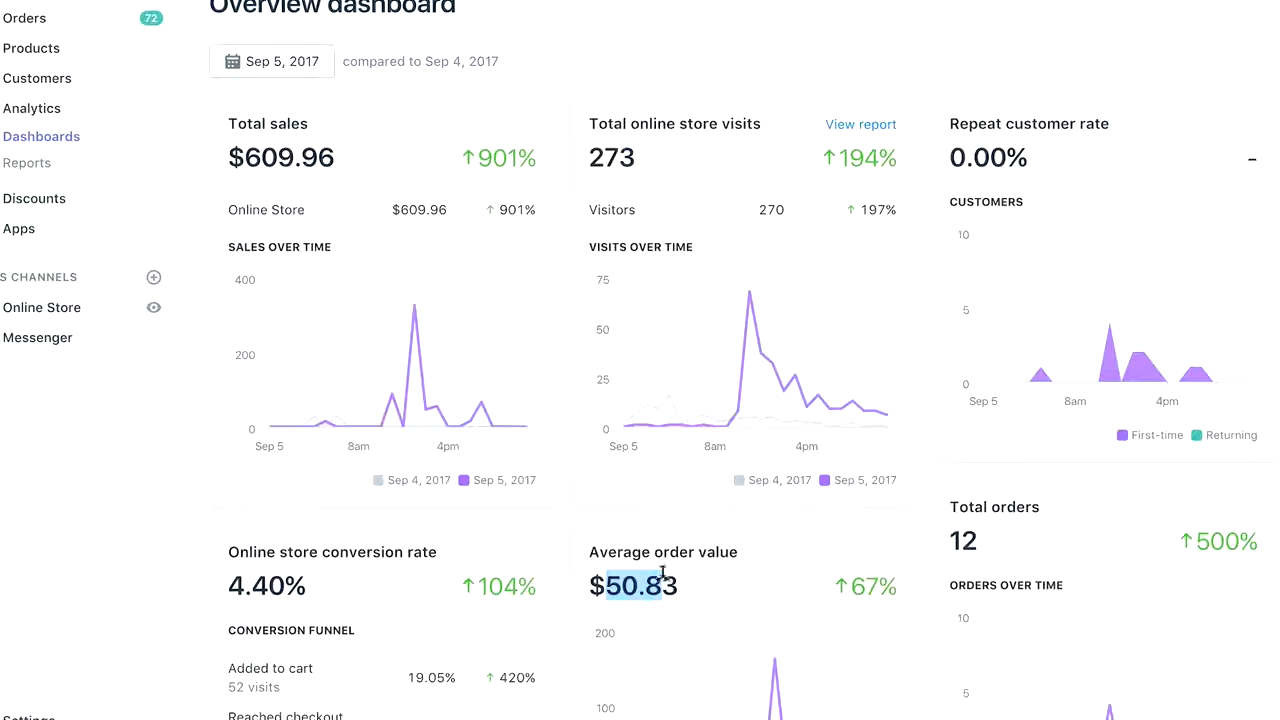 Overview dashboard
Orders 72
Products
Customers
Analytics
Dashboards
Reports
Discounts
Apps
S CHANNELS
Online Store
Messenger
Settings
Sep 5, 2017 compared to Sep 4, 2017
Total sales
$609.96 ↑901%
Online Store $609.96 ↑ 901%
SALES OVER TIME
400
200
0
Sep 5 8am 4pm
Sep 4, 2017 Sep 5, 2017
Total online store visits View report
273 ↑194%
Visitors 270 ↑ 197%
VISITS OVER TIME
75
50
25
0
Sep 5 8am 4pm
Sep 4, 2017 Sep 5, 2017
Repeat customer rate
0.00% -
CUSTOMERS
10
5
0
Sep 5 8am 4pm
First-time Returning
Online store conversion rate
4.40% ↑104%
CONVERSION FUNNEL
Added to cart
52 visits
19.05% ↑ 420%
Reached checkout
Average order value
$50.83 ↑67%
200
100
Total orders
12 ↑500%
ORDERS OVER TIME
10
5